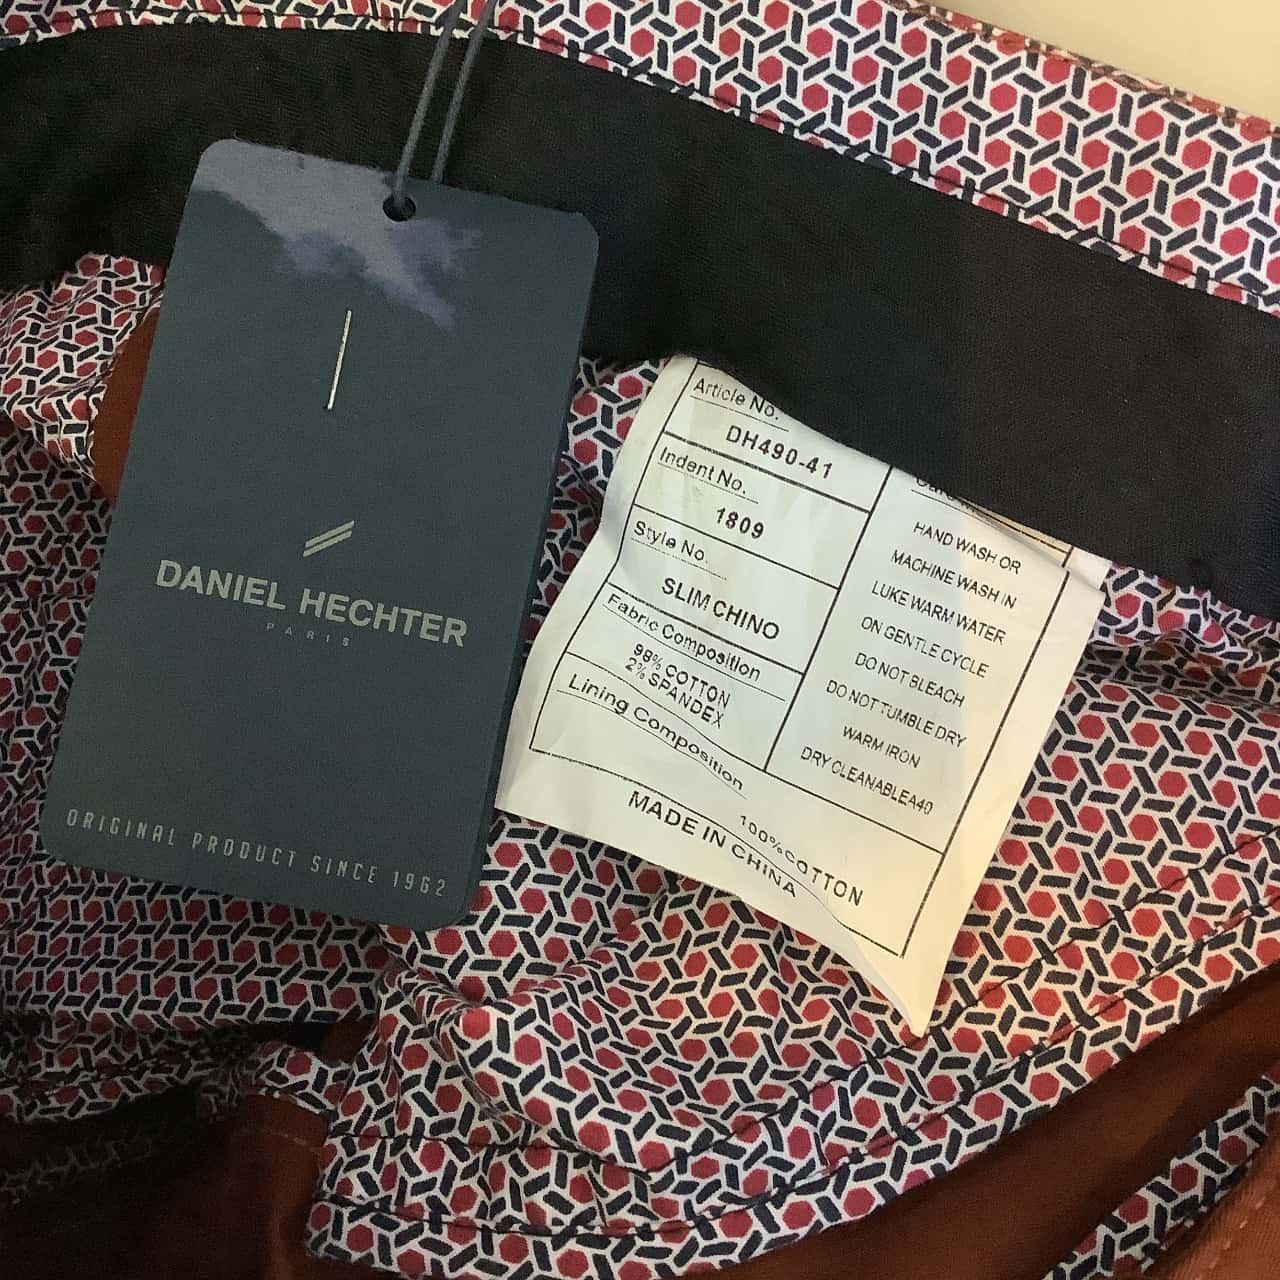 DANIEL HECHTER
PARIS
ORIGINAL PRODUCT SINCE 1962
Article No.
DH490-41
Indent No.
1809
Style No.
SLIM CHINO
Fabric Composition
98% COTTON
2% SPANDEX
Lining Composition
100%COTTON
MADE IN CHINA
HAND WASH OR
MACHINE WASH IN
LUKE WARM WATER
ON GENTLE CYCLE
DO NOT BLEACH
DO NOT TUMBLE DRY
WARM IRON
DRY CLEANABLEA40